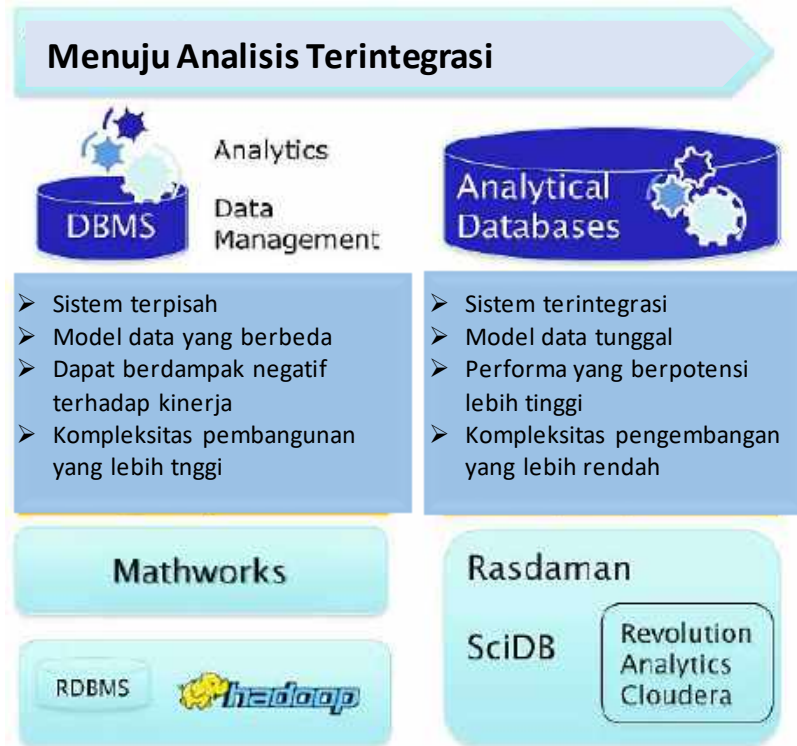 Menuju Analisis Terintegrasi
Analytics
DBMS
Data
Management
Analytical
Databases
➢ Sistem terpisah
➢ Model data yang berbeda
➢ Dapat berdampak negatif
terhadap kinerja
➢ Kompleksitas pembangunan
yang lebih tnggi
➢ Sistem terintegrasi
➢ Model data tunggal
➢ Performa yang berpotensi
lebih tinggi
➢ Kompleksitas pengembangan
yang lebih rendah
Mathworks
RDBMS
hadoop
Rasdaman
SciDB
Revolution
Analytics
Cloudera